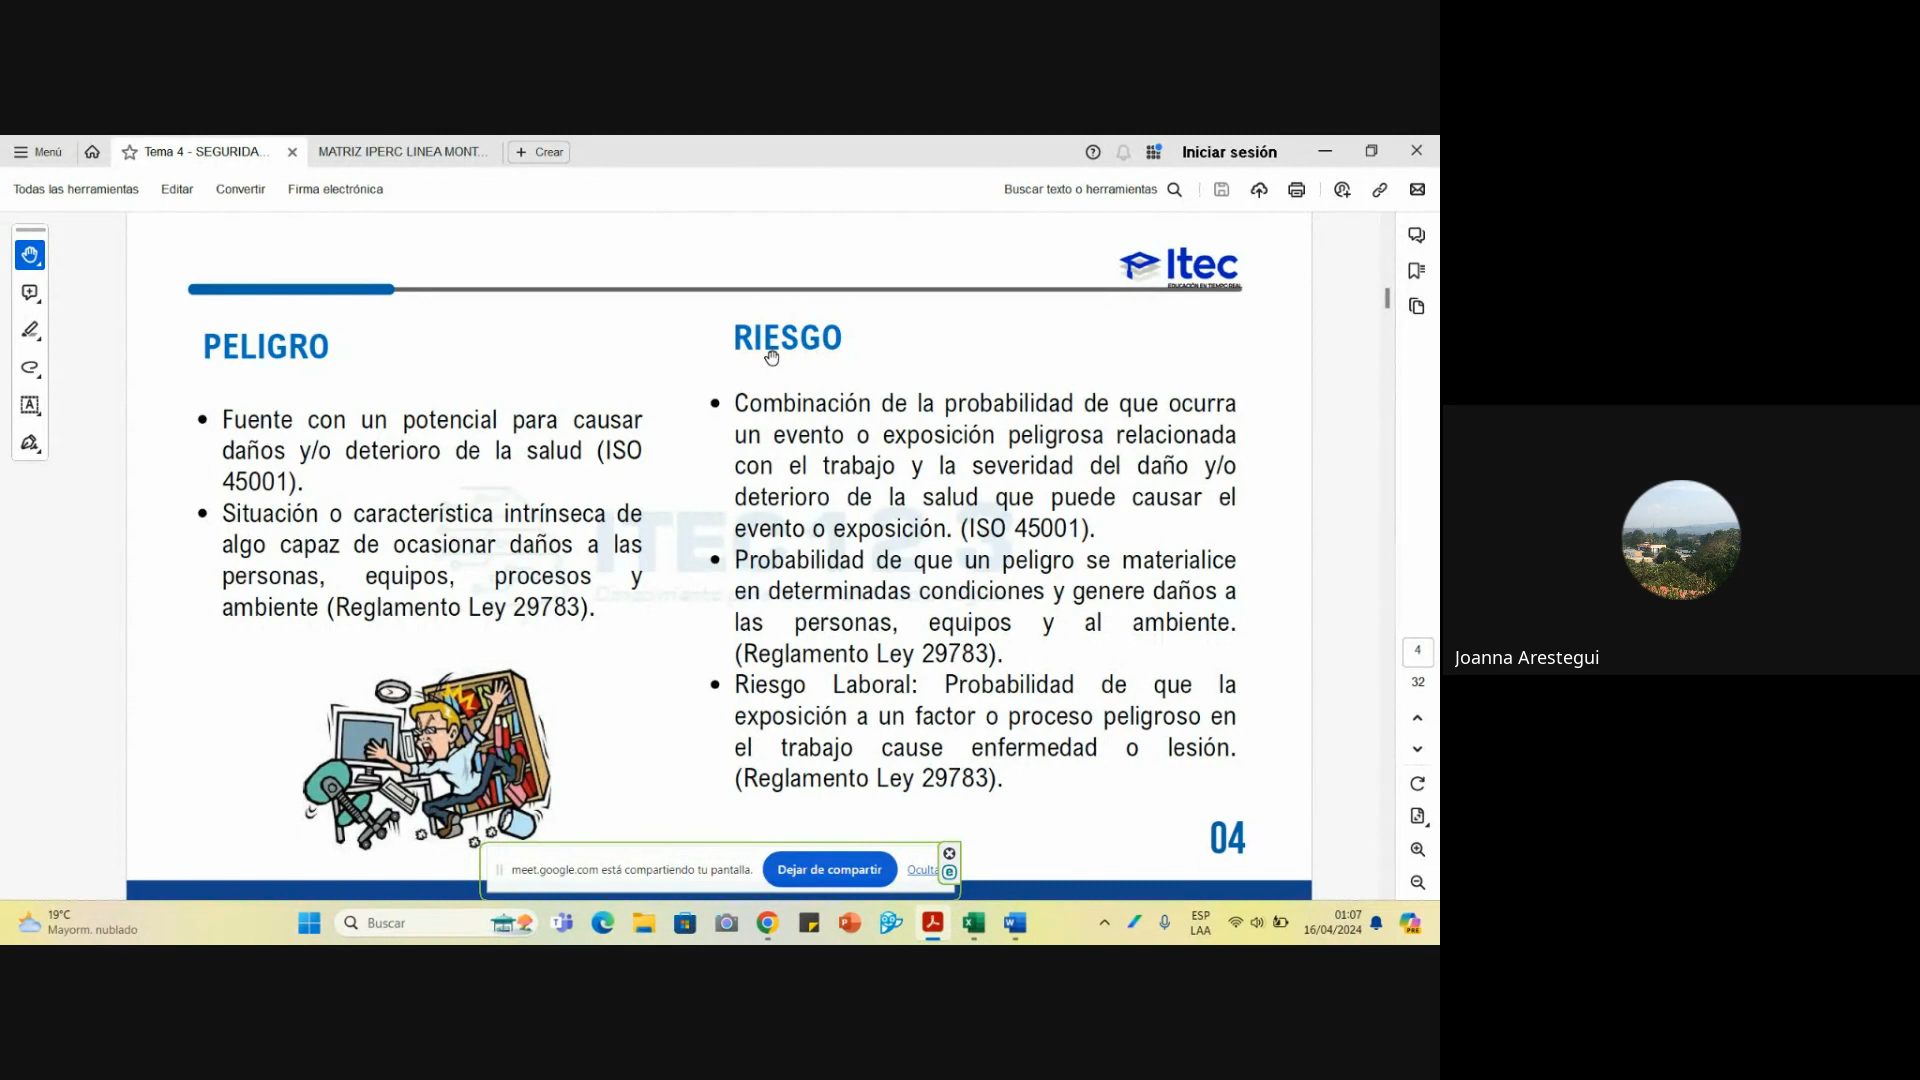 Menú
Tema 4 - SEGURIDA...
MATRIZ IPERC LINEA MONT...
Crear
Iniciar sesión
Todas las herramientas
Editar
Convertir
Firma electrónica
Buscar texto o herramientas
Itec
EDUCACIÓN EN TIEMPO REAL
PELIGRO
Fuente con un potencial para causar
daños y/o deterioro de la salud (ISO
45001).
Situación o característica intrínseca de
algo capaz de ocasionar daños a las
personas, equipos, procesos y
ambiente (Reglamento Ley 29783).
RIESGO
Combinación de la probabilidad de que ocurra
un evento o exposición peligrosa relacionada
con el trabajo y la severidad del daño y/o
deterioro de la salud que puede causar el
evento o exposición. (ISO 45001).
Probabilidad de que un peligro se materialice
en determinadas condiciones y genere daños a
las personas, equipos y al ambiente.
(Reglamento Ley 29783).
Riesgo Laboral: Probabilidad de que la
exposición a un factor o proceso peligroso en
el trabajo cause enfermedad o lesión.
(Reglamento Ley 29783).
ITEC123
04
4
32
meet.google.com está compartiendo tu pantalla.
Dejar de compartir
Oculta
19°C
Mayorm. nublado
Buscar
ESP
LAA
01:07
16/04/2024
PRE
Joanna Arestegui